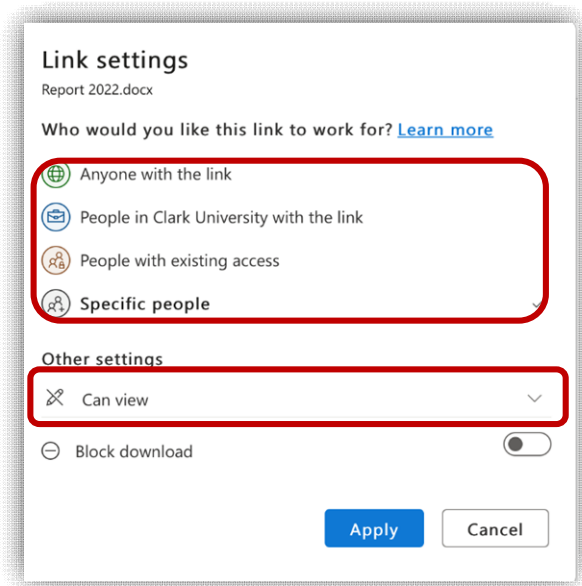 Link settings
Report 2022.docx
Who would you like this link to work for? Learn more
Anyone with the link
People in Clark University with the link
People with existing access
Specific people
Other settings
Can view
Block download
Apply Cancel